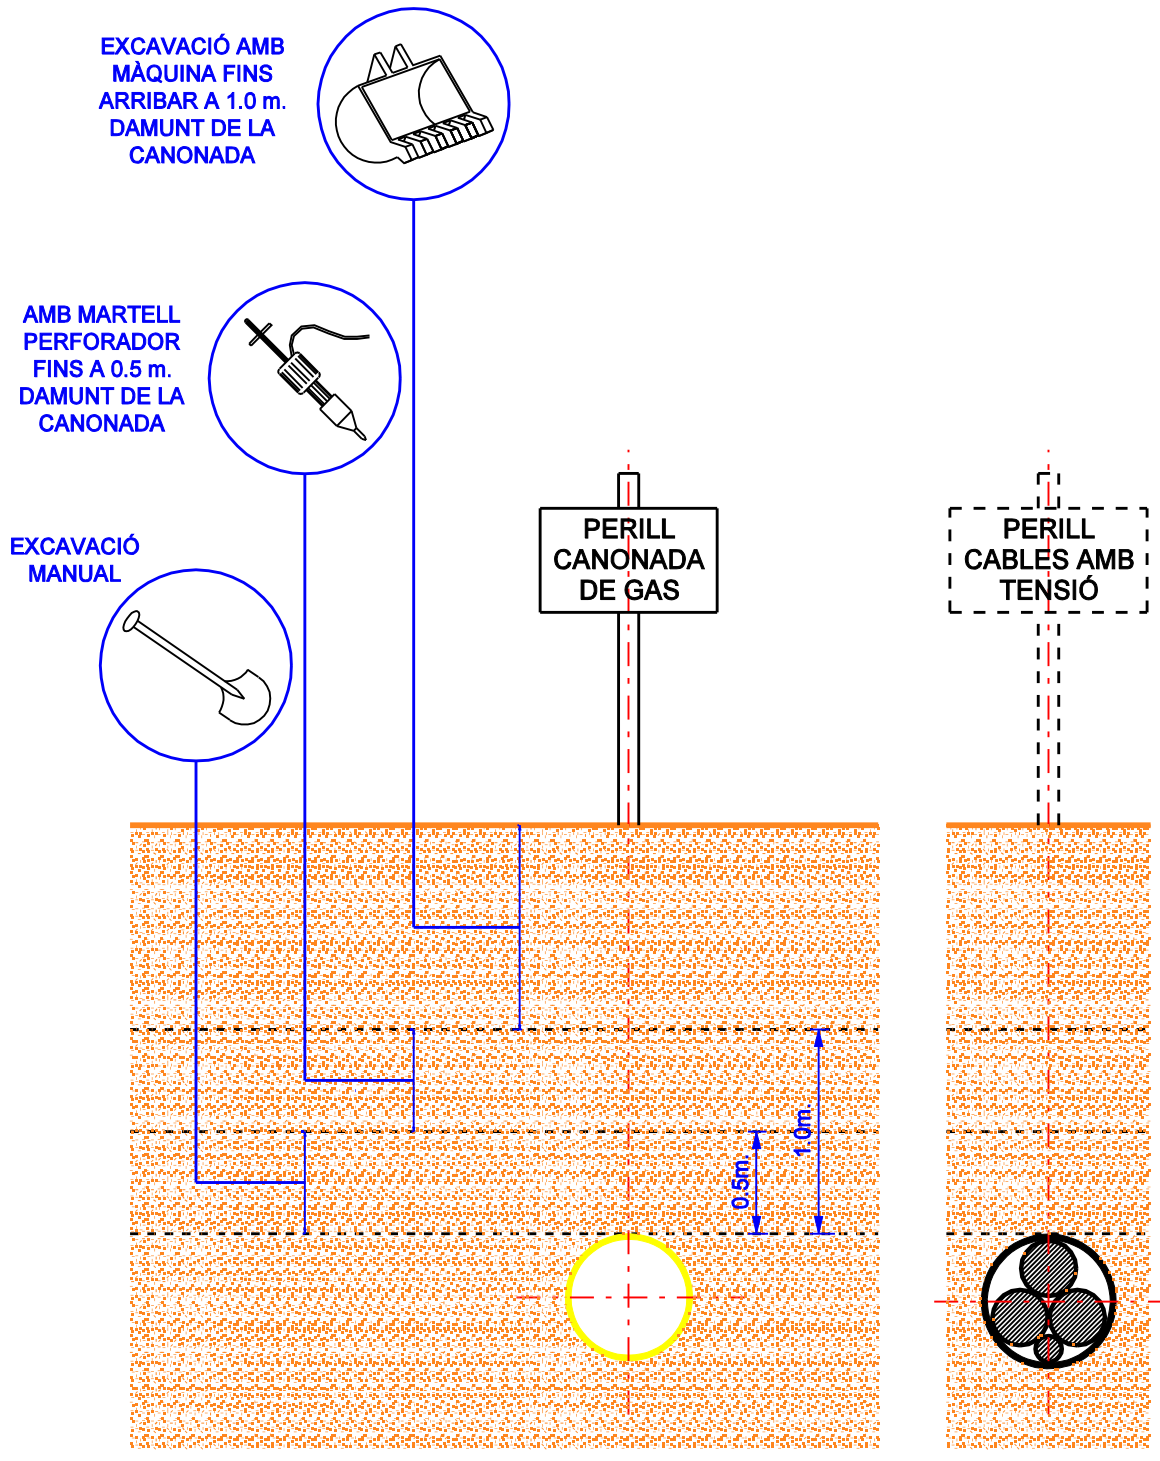 EXCAVACIÓ AMB
MÀQUINA FINS
ARRIBAR A 1.0 m.
DAMUNT DE LA
CANONADA
AMB MARTELL
PERFORADOR
FINS A 0.5 m.
DAMUNT DE LA
CANONADA
EXCAVACIÓ
MANUAL
PERILL
CANONADA
DE GAS
PERILL
CABLES AMB
TENSIÓ
0.5m.
1.0m.